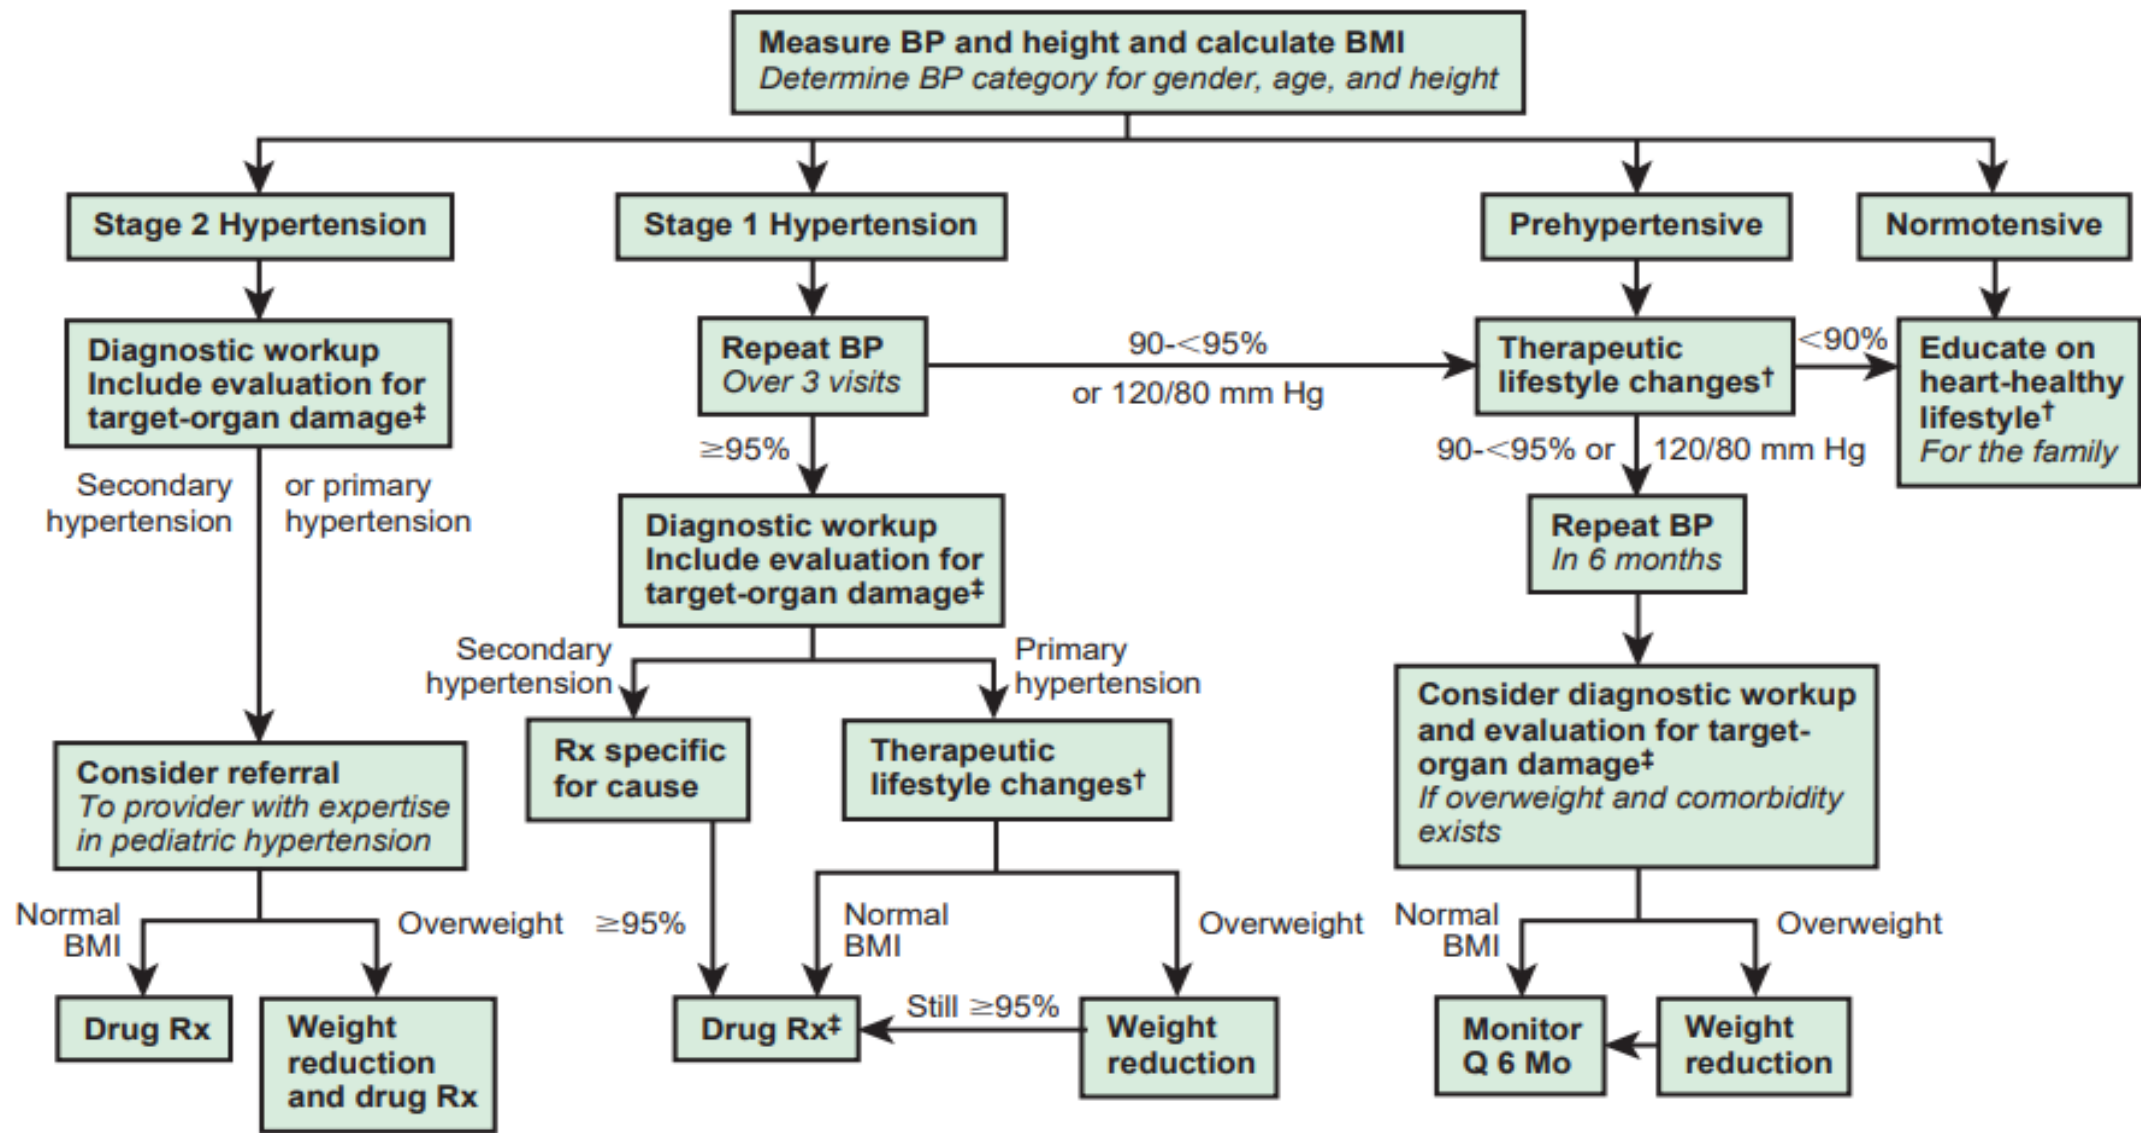 Measure BP and height and calculate BMI
Determine BP category for gender, age, and height
Stage 2 Hypertension
Stage 1 Hypertension
Prehypertensive
Normotensive
Diagnostic workup
Include evaluation for
target-organ damage‡
Repeat BP
Over 3 visits
90-<95%
or 120/80 mm Hg
Therapeutic
lifestyle changes†
<90%
Educate on
heart-healthy
lifestyle†
For the family
Secondary
hypertension
or primary
hypertension
≥95%
90-<95% or
120/80 mm Hg
Diagnostic workup
Include evaluation for
target-organ damage‡
Repeat BP
In 6 months
Secondary
hypertension
Primary
hypertension
Consider referral
To provider with expertise
in pediatric hypertension
Rx specific
for cause
Therapeutic
lifestyle changes†
Consider diagnostic workup
and evaluation for target-
organ damage‡
If overweight and comorbidity
exists
Normal
BMI
Overweight
≥95%
Normal
BMI
Overweight
Normal
BMI
Overweight
Drug Rx
Weight
reduction
and drug Rx
Drug Rx‡
Still ≥95%
Weight
reduction
Monitor
Q 6 Mo
Weight
reduction